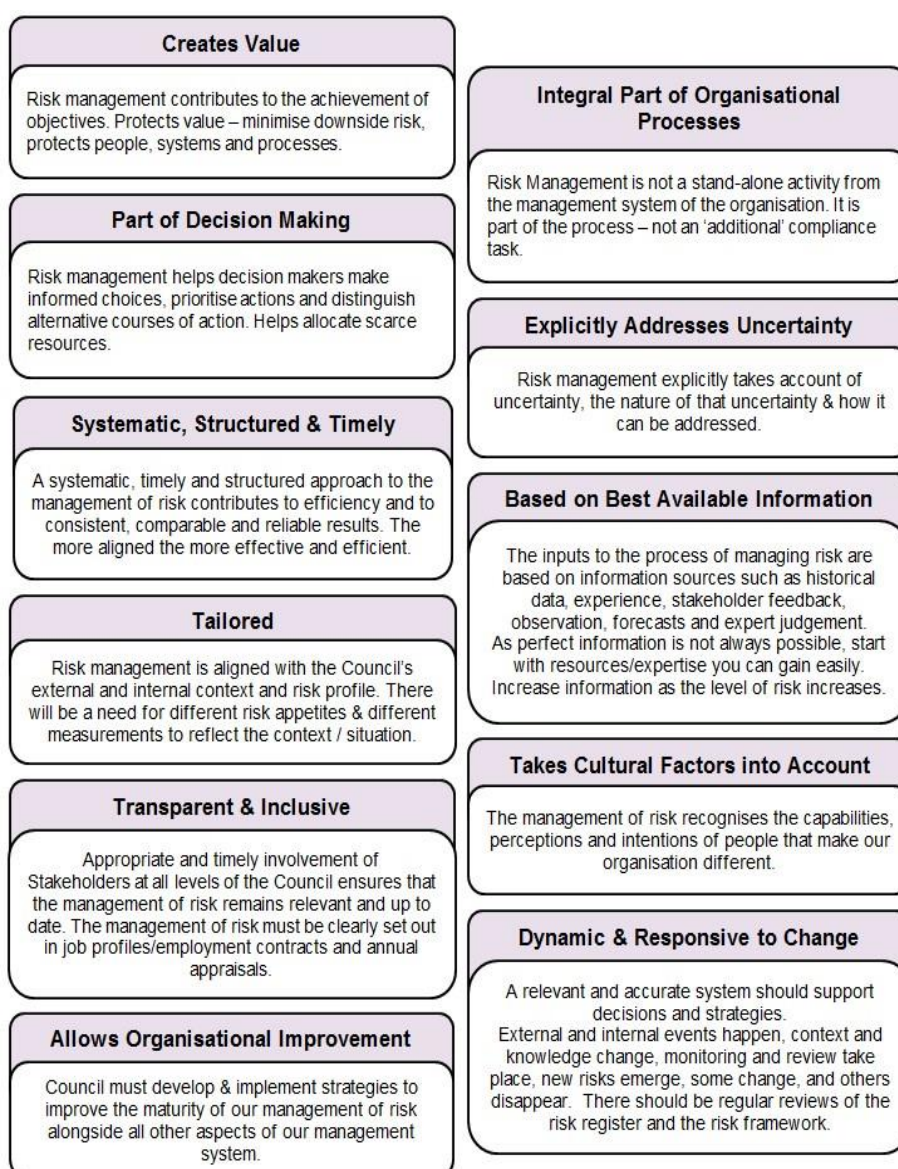 Creates Value
Risk management contributes to the achievement of
objectives. Protects value – minimise downside risk,
protects people, systems and processes.
Integral Part of Organisational
Processes
Risk Management is not a stand-alone activity from
the management system of the organisation. It is
part of the process – not an ‘additional’ compliance
task.
Part of Decision Making
Risk management helps decision makers make
informed choices, prioritise actions and distinguish
alternative courses of action. Helps allocate scarce
resources.
Explicitly Addresses Uncertainty
Risk management explicitly takes account of
uncertainty, the nature of that uncertainty & how it
can be addressed.
Systematic, Structured & Timely
A systematic, timely and structured approach to the
management of risk contributes to efficiency and to
consistent, comparable and reliable results. The
more aligned the more effective and efficient.
Based on Best Available Information
The inputs to the process of managing risk are
based on information sources such as historical
data, experience, stakeholder feedback,
observation, forecasts and expert judgement.
As perfect information is not always possible, start
with resources/expertise you can gain easily.
Increase information as the level of risk increases.
Tailored
Risk management is aligned with the Council’s
external and internal context and risk profile. There
will be a need for different risk appetites & different
measurements to reflect the context / situation.
Takes Cultural Factors into Account
The management of risk recognises the capabilities,
perceptions and intentions of people that make our
organisation different.
Transparent & Inclusive
Appropriate and timely involvement of
Stakeholders at all levels of the Council ensures that
the management of risk remains relevant and up to
date. The management of risk must be clearly set out
in job profiles/employment contracts and annual
appraisals.
Dynamic & Responsive to Change
A relevant and accurate system should support
decisions and strategies.
External and internal events happen, context and
knowledge change, monitoring and review take
place, new risks emerge, some change, and others
disappear. There should be regular reviews of the
risk register and the risk framework.
Allows Organisational Improvement
Council must develop & implement strategies to
improve the maturity of our management of risk
alongside all other aspects of our management
system.